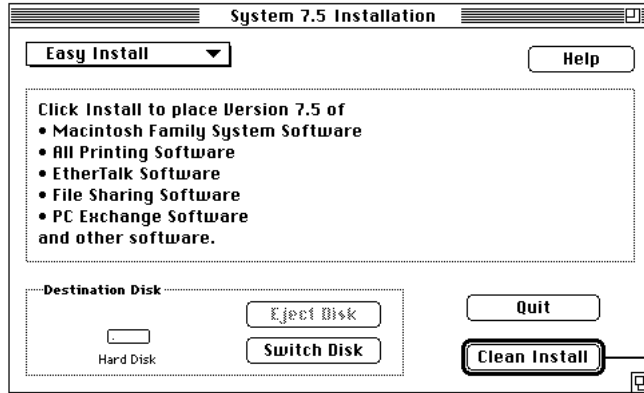 System 7.5 Installation
Easy Install
Help
Click Install to place Version 7.5 of
• Macintosh Family System Software
• All Printing Software
• EtherTalk Software
• File Sharing Software
• PC Exchange Software
and other software.
Destination Disk
Eject Disk
Quit
Hard Disk
Switch Disk
Clean Install